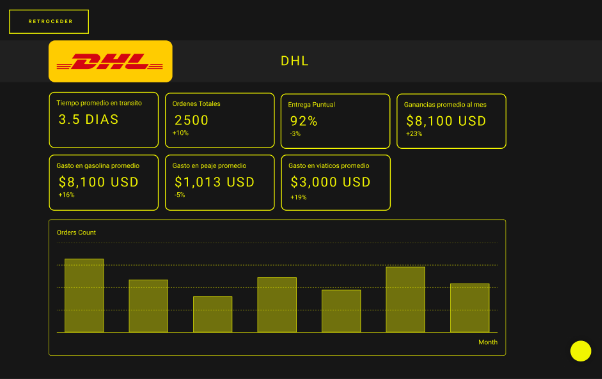 RETROCEDER
DHL
DHL
Tiempo promedio en transito
3.5 DIAS
Ordenes Totales
2500
+10%
Entrega Puntual
92%
-3%
Ganancias promedio al mes
$8,100 USD
+23%
Gasto en gasolina promedio
$8,100 USD
+16%
Gasto en peaje promedio
$1,013 USD
-5%
Gasto en viaticos promedio
$3,000 USD
+19%
Orders Count
Month